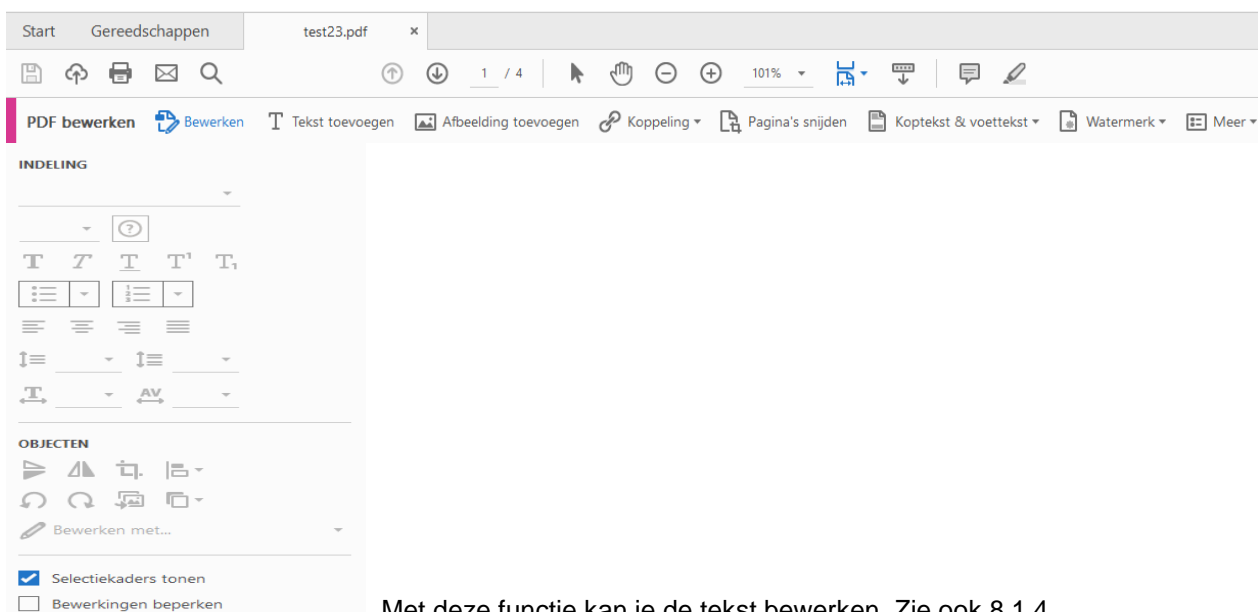 Start Gereedschappen test23.pdf ×
1 / 4 101%
PDF bewerken Bewerken Tekst toevoegen Afbeelding toevoegen Koppeling Pagina's snijden Koptekst & voettekst Watermerk Meer
INDELING
OBJECTEN
Bewerken met...
Selectiekaders tonen
Bewerkingen beperken
Met deze functie kan je de tekst bewerken. Zie ook 8.1.4